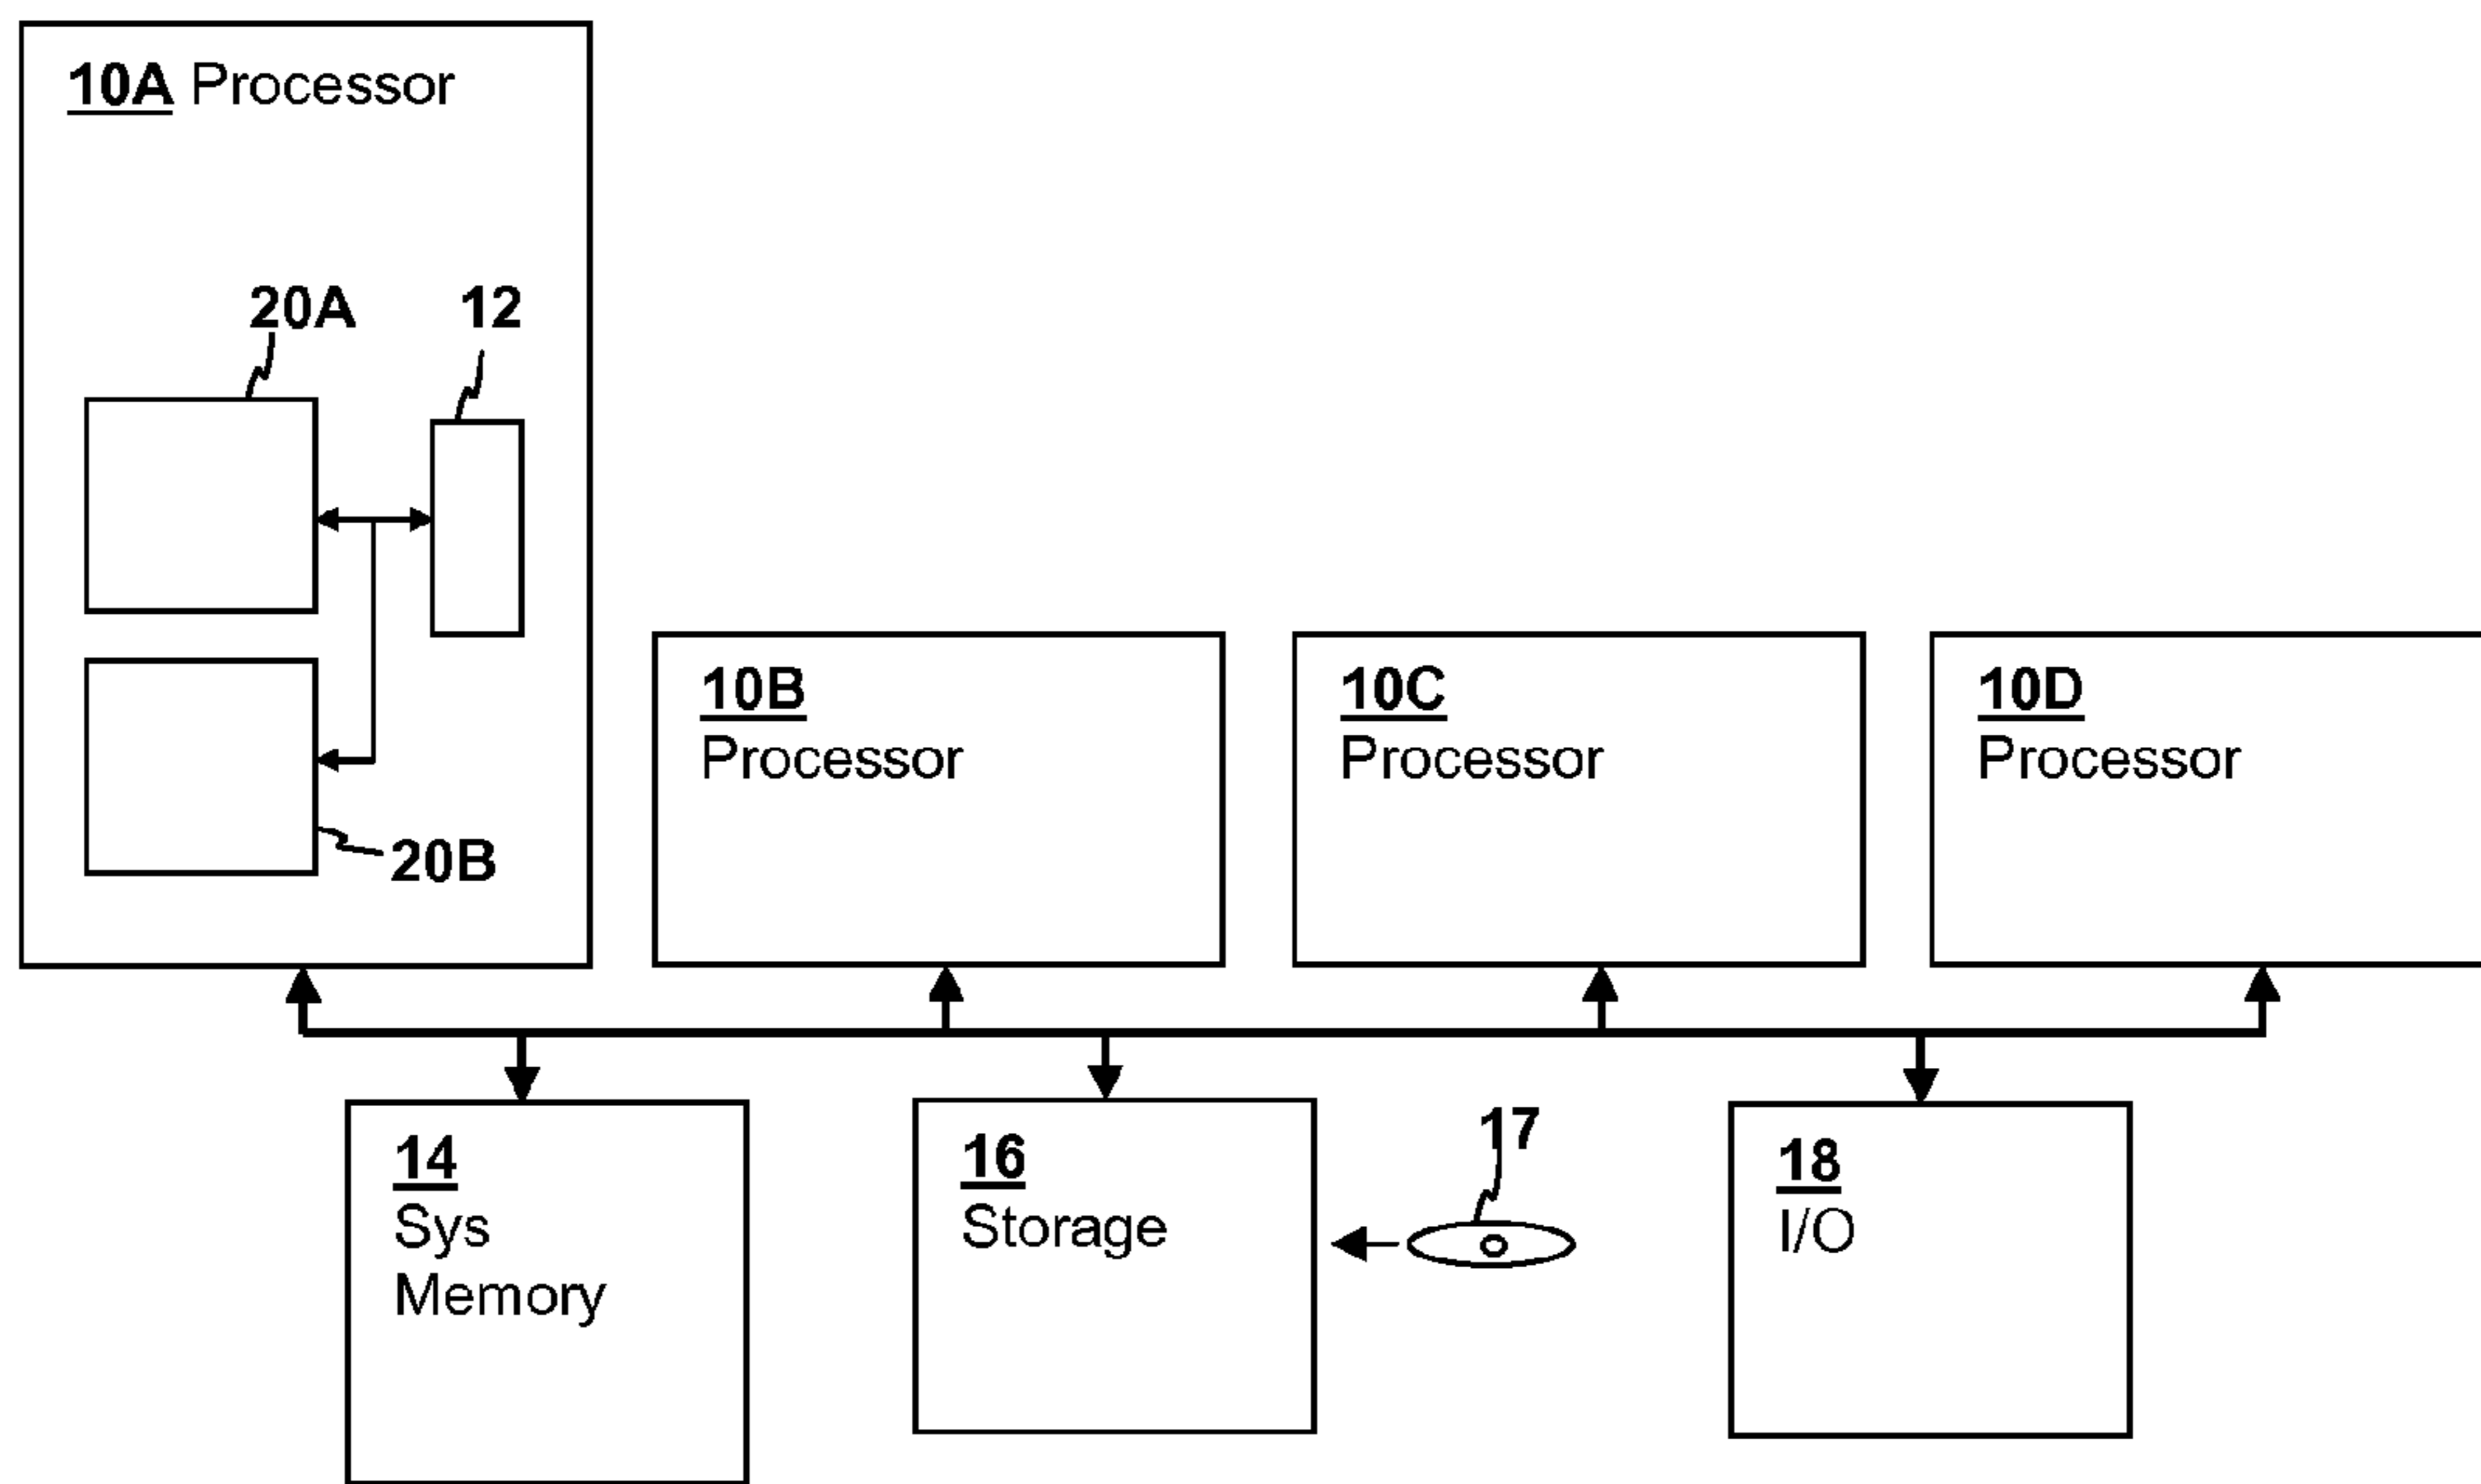 10A Processor
20A
12
20B
10B
Processor
10C
Processor
10D
Processor
14
Sys
Memory
16
Storage
17
18
I/O